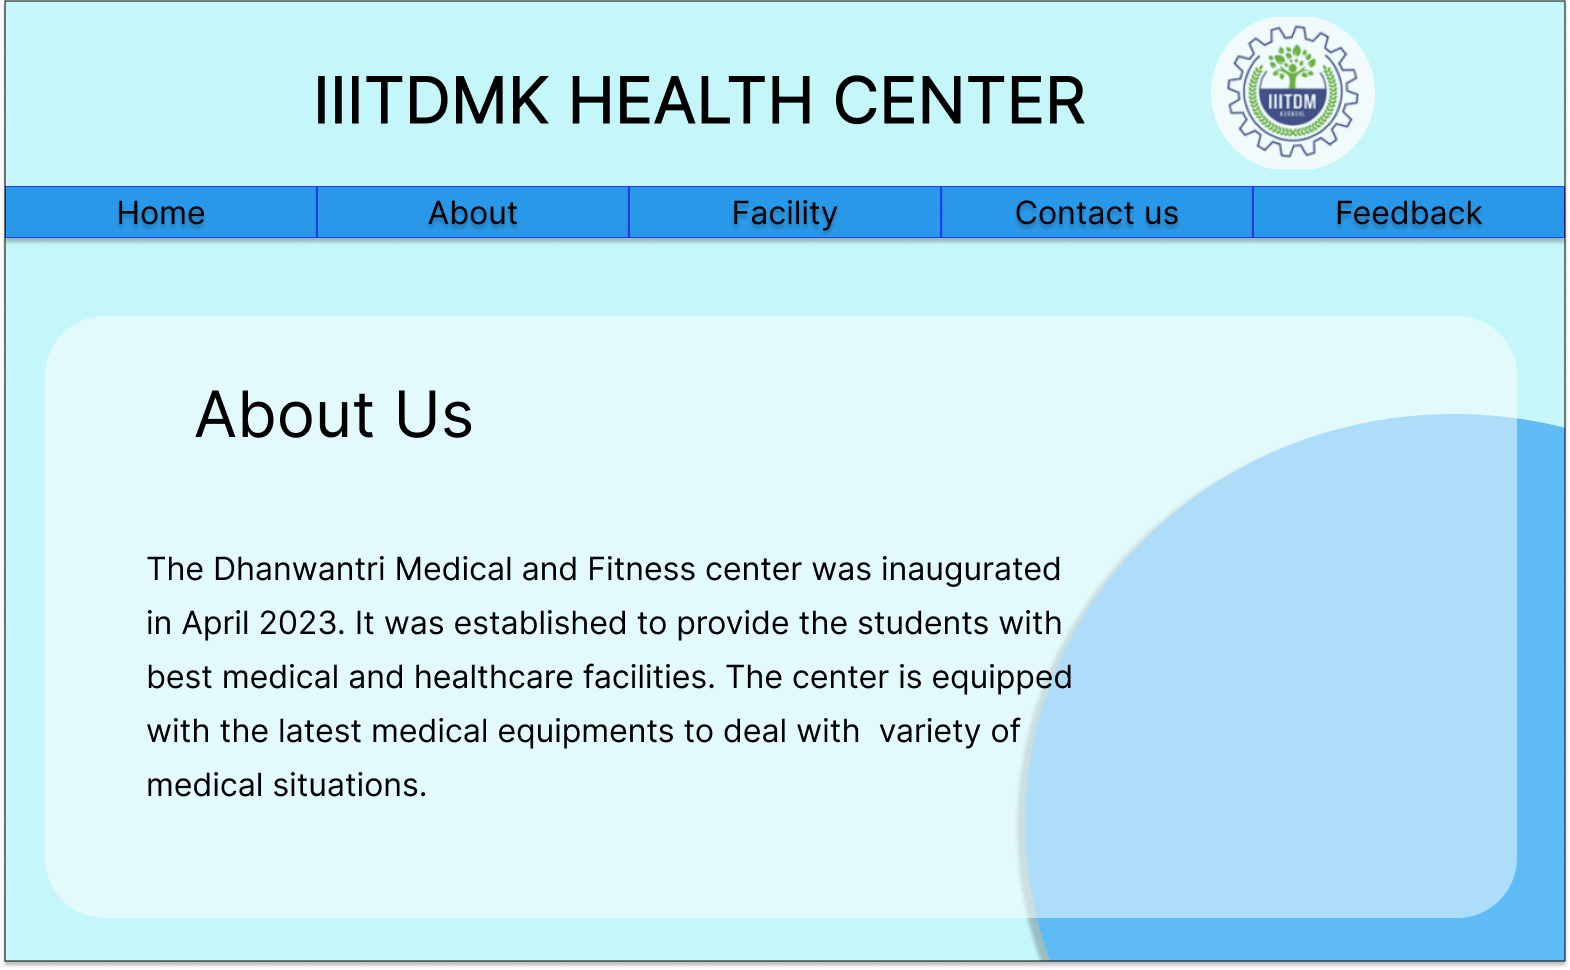 IIITDMK HEALTH CENTER
IIITDM
KURNOOL
Home
About
Facility
Contact us
Feedback
About Us
The Dhanwantri Medical and Fitness center was inaugurated
in April 2023. It was established to provide the students with
best medical and healthcare facilities. The center is equipped
with the latest medical equipments to deal with  variety of
medical situations.